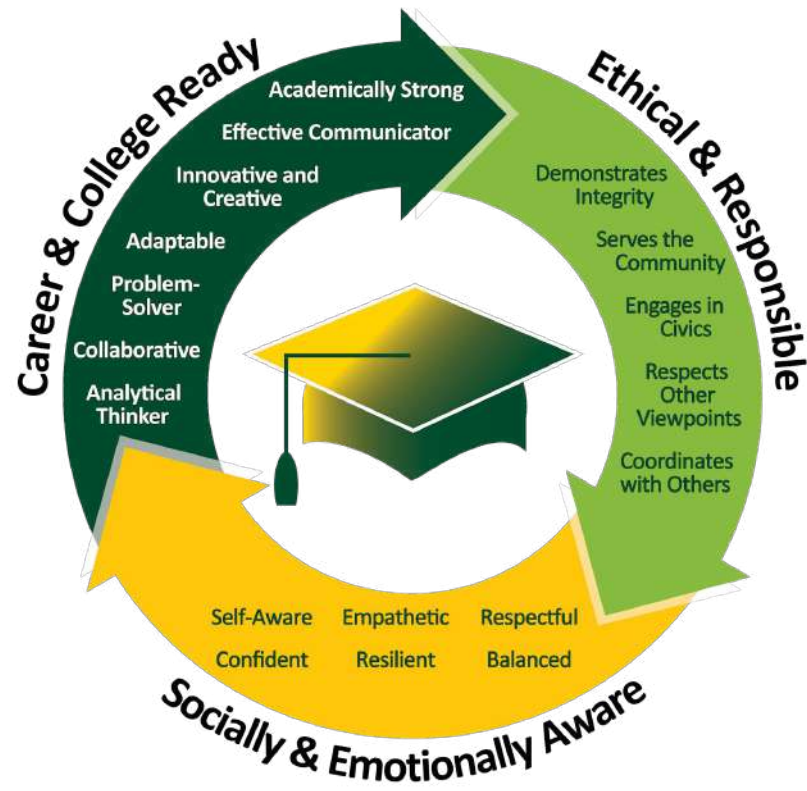 Career & College Ready
Academically Strong
Effective Communicator
Innovative and
Creative
Adaptable
Problem-
Solver
Collaborative
Analytical
Thinker
Ethical & Responsible
Demonstrates
Integrity
Serves the
Community
Engages in
Civics
Respects
Other
Viewpoints
Coordinates
with Others
Self-Aware Empathetic Respectful
Confident Resilient Balanced
Socially & Emotionally Aware